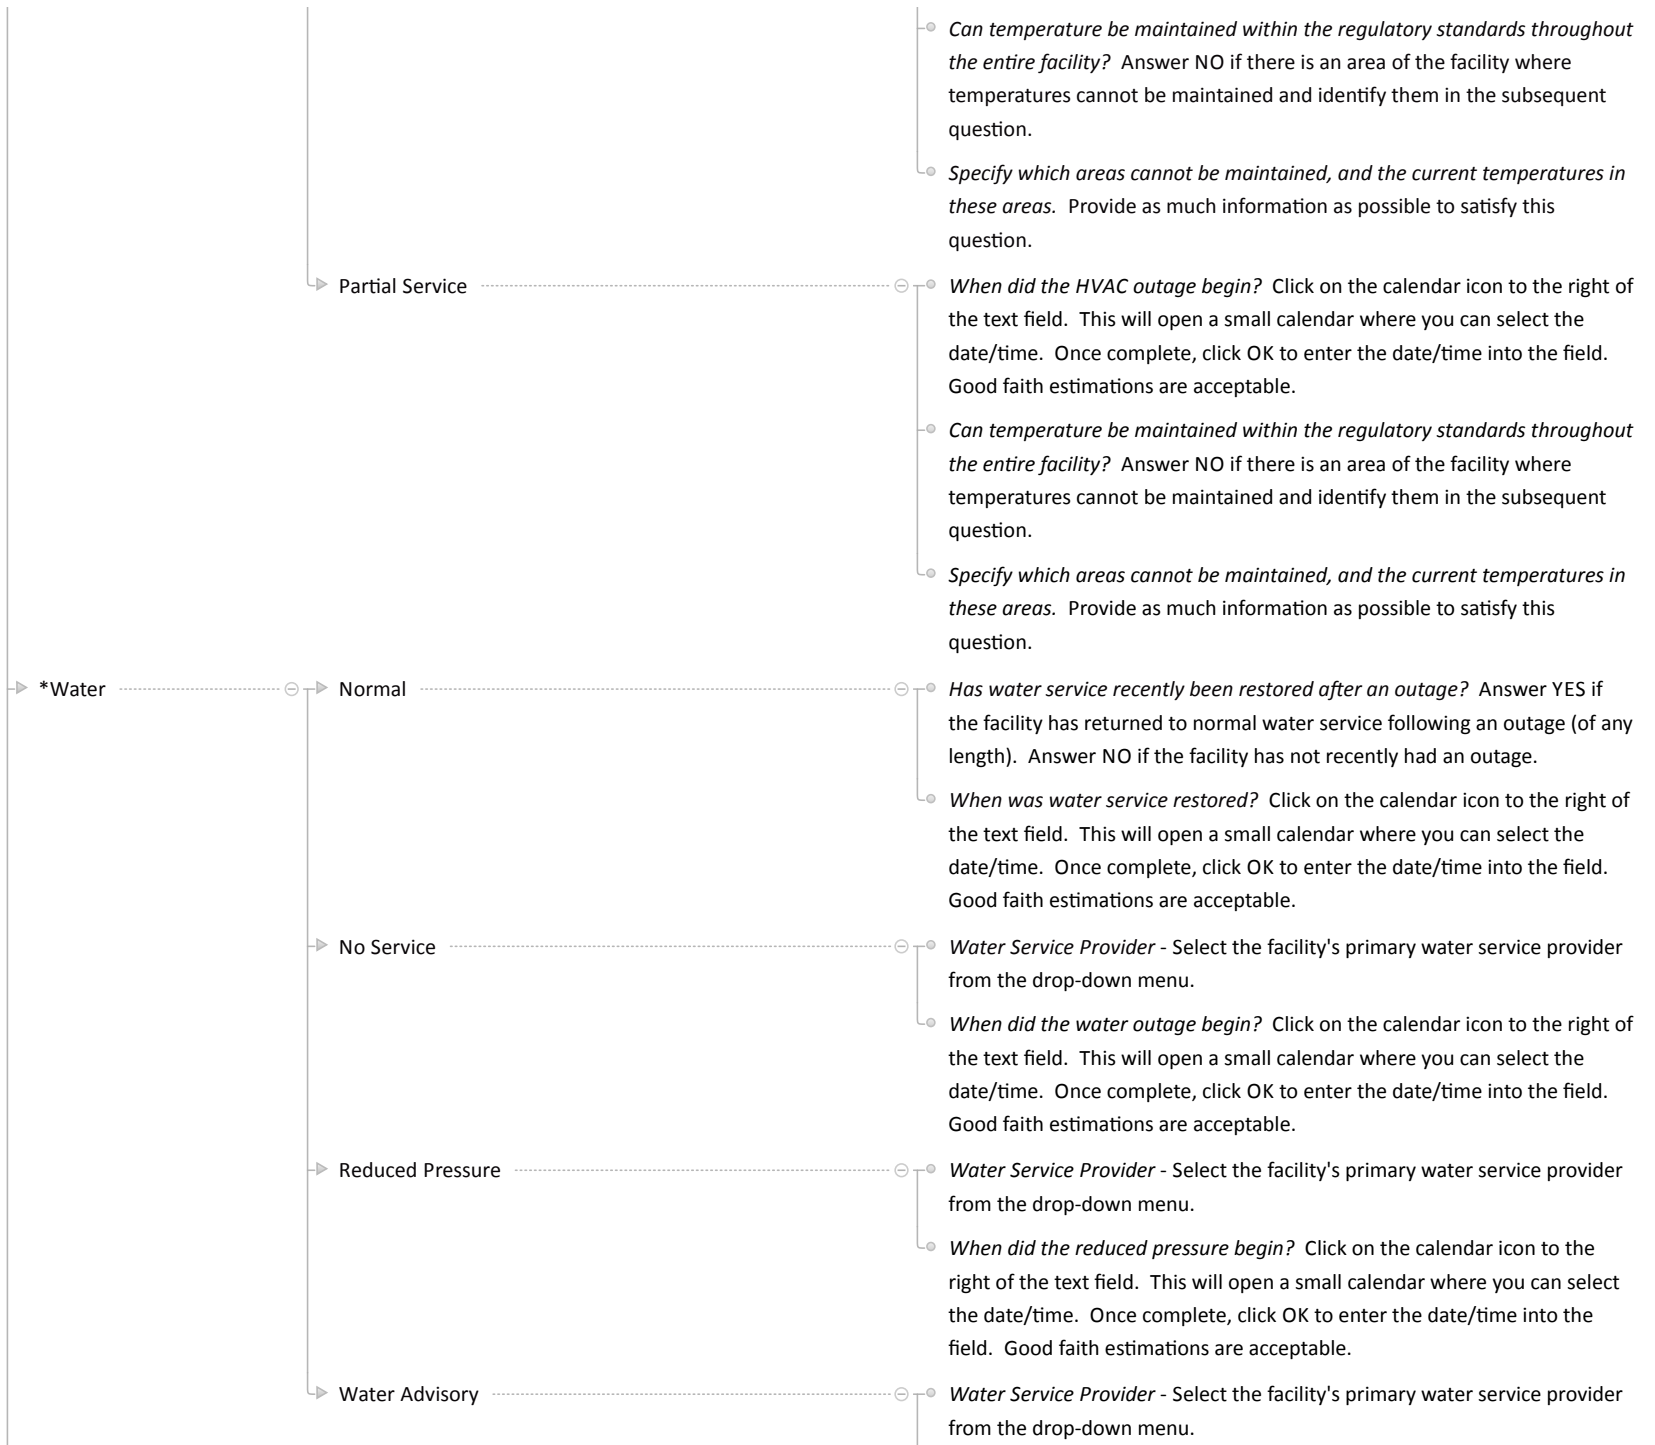 Can temperature be maintained within the regulatory standards throughout
the entire facility?  Answer NO if there is an area of the facility where
temperatures cannot be maintained and identify them in the subsequent
question.
Specify which areas cannot be maintained, and the current temperatures in
these areas.  Provide as much information as possible to satisfy this
question.
Partial Service
When did the HVAC outage begin?  Click on the calendar icon to the right of
the text field.  This will open a small calendar where you can select the
date/time.  Once complete, click OK to enter the date/time into the field.
Good faith estimations are acceptable.
Can temperature be maintained within the regulatory standards throughout
the entire facility?  Answer NO if there is an area of the facility where
temperatures cannot be maintained and identify them in the subsequent
question.
Specify which areas cannot be maintained, and the current temperatures in
these areas.  Provide as much information as possible to satisfy this
question.
*Water
Normal
Has water service recently been restored after an outage?  Answer YES if
the facility has returned to normal water service following an outage (of any
length).  Answer NO if the facility has not recently had an outage.
When was water service restored?  Click on the calendar icon to the right of
the text field.  This will open a small calendar where you can select the
date/time.  Once complete, click OK to enter the date/time into the field.
Good faith estimations are acceptable.
No Service
Water Service Provider - Select the facility's primary water service provider
from the drop-down menu.
When did the water outage begin?  Click on the calendar icon to the right of
the text field.  This will open a small calendar where you can select the
date/time.  Once complete, click OK to enter the date/time into the field.
Good faith estimations are acceptable.
Reduced Pressure
Water Service Provider - Select the facility's primary water service provider
from the drop-down menu.
When did the reduced pressure begin?  Click on the calendar icon to the
right of the text field.  This will open a small calendar where you can select
the date/time.  Once complete, click OK to enter the date/time into the
field.  Good faith estimations are acceptable.
Water Advisory
Water Service Provider - Select the facility's primary water service provider
from the drop-down menu.